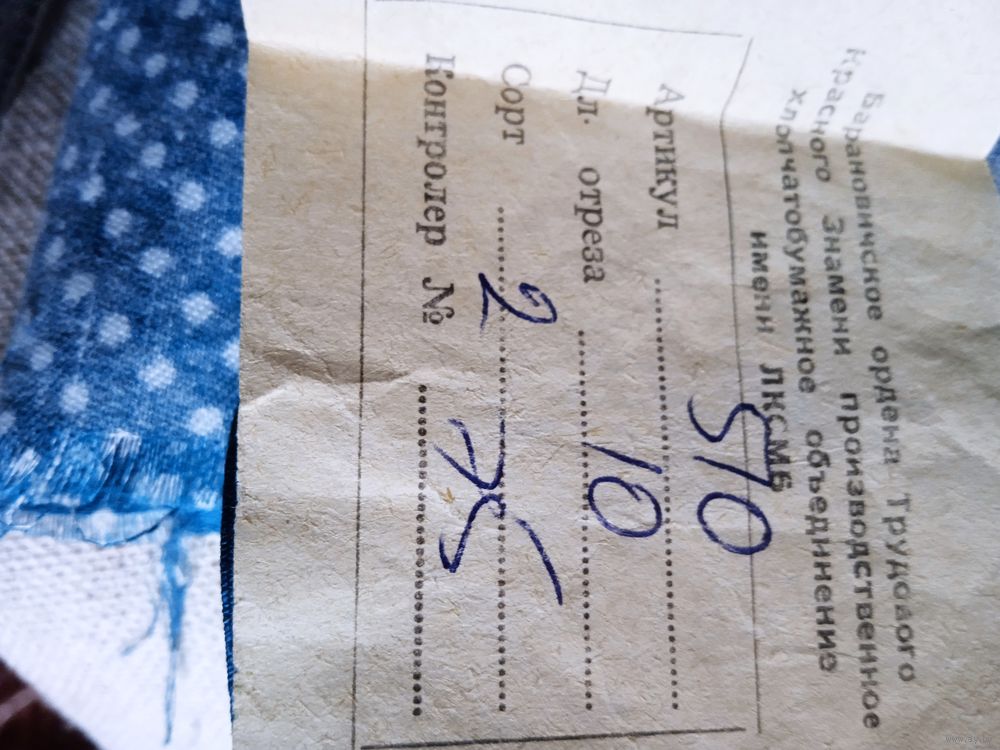 Барановичское ордена Трудового
Красного Знамени производственное
хлопчатобумажное объединение
имени ЛКСМБ
Артикул 570
Дл. отреза 10
Сорт 2
Контролер № 75